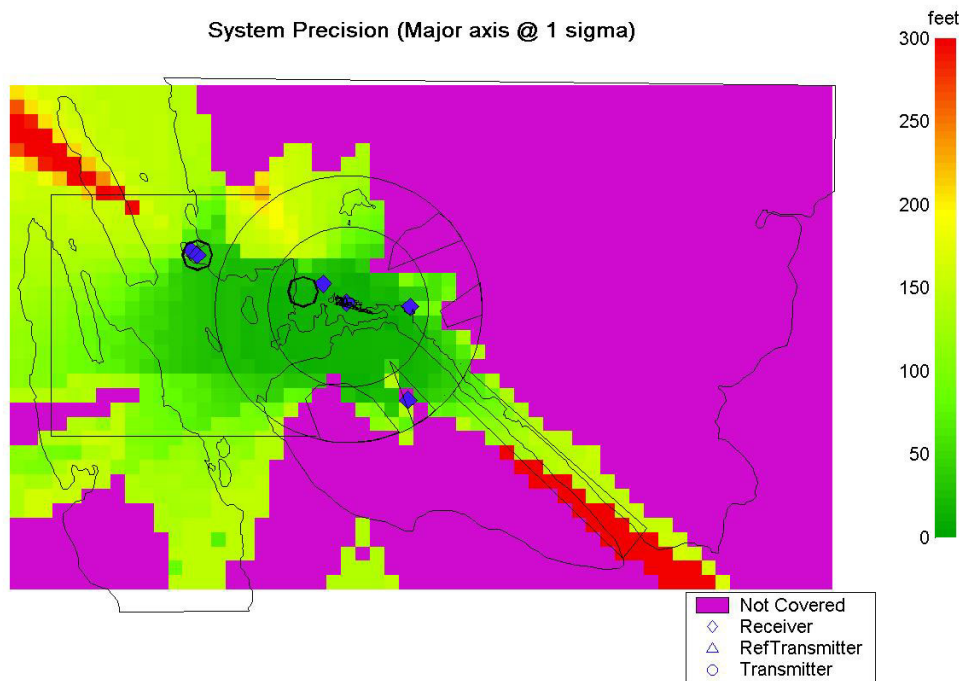 System Precision (Major axis @ 1 sigma)
feet
300
250
200
150
100
50
0
Not Covered
Receiver
RefTransmitter
Transmitter